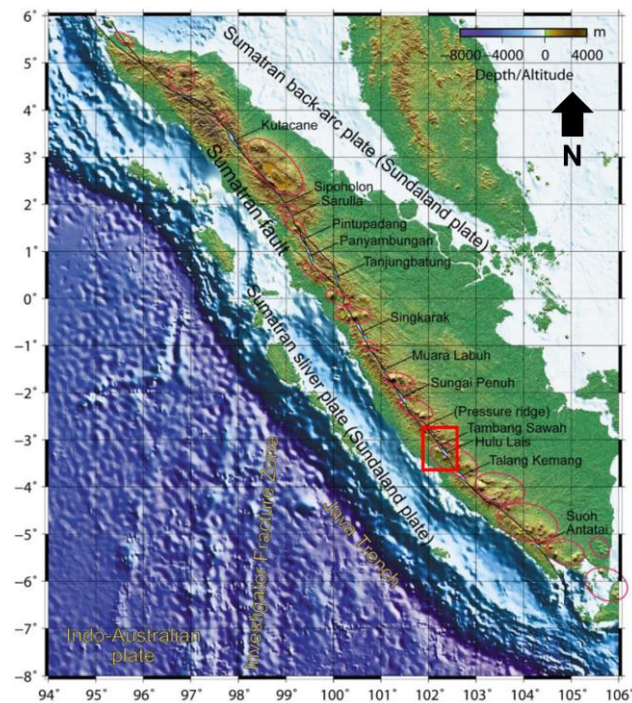 6°
5°
4°
3°
2°
1°
0°
-1°
-2°
-3°
-4°
-5°
-6°
-7°
-8°
m
-8000 -4000 0 4000
Depth/Altitude
N
Sumatran back-arc plate (Sundaland plate)
Kutacane
Sumatran fault
Sipoholon
Sarulla
Pintupadang
Panyambungan
Tanjungbatung
Sumatran silver plate (Sundaland plate)
Singkarak
Muara Labuh
Sungai Penuh
(Pressure ridge)
Tambang Sawah
Hulu Lais
Talang Kemang
Suoh
Antatai
Java Trench
Investigator Fracture Zone
Indo-Australian
plate
94° 95° 96° 97° 98° 99° 100° 101° 102° 103° 104° 105° 106°